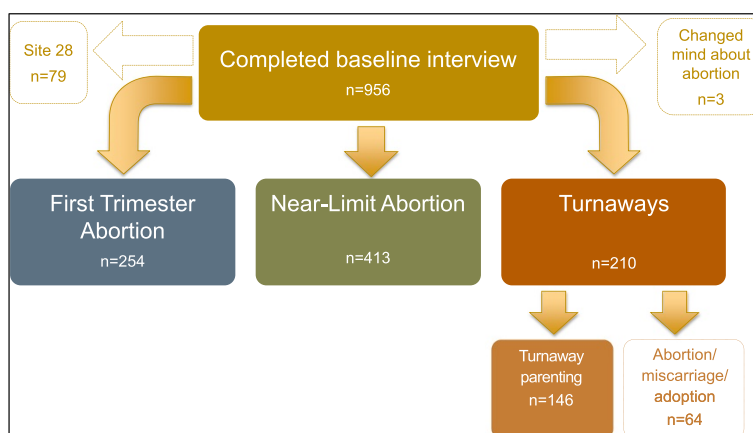 Site 28
n=79
Completed baseline interview
n=956
Changed
mind about
abortion
n=3
First Trimester
Abortion
n=254
Near-Limit Abortion
n=413
Turnaways
n=210
Turnaway
parenting
n=146
Abortion/
miscarriage/
adoption
n=64